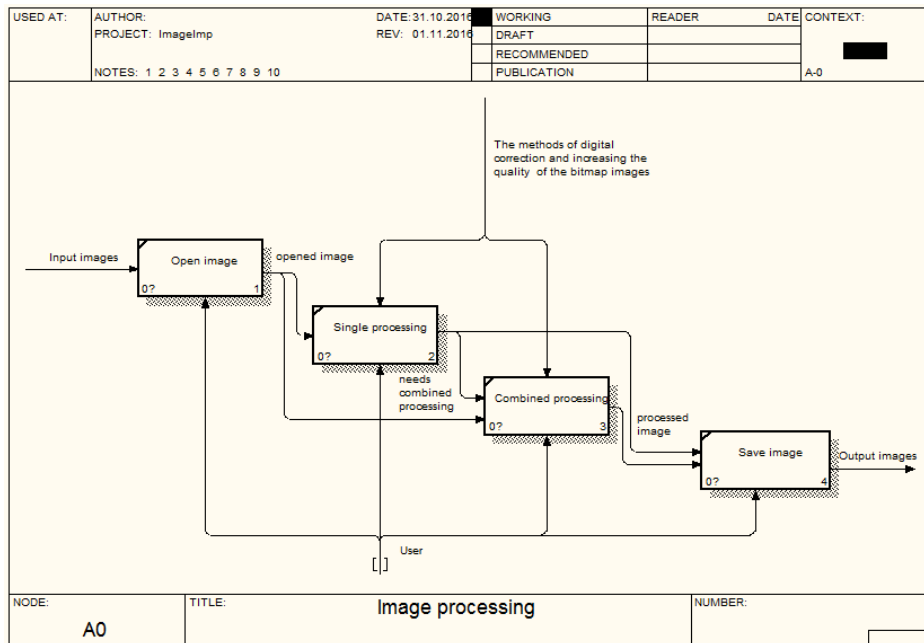 USED AT:
AUTHOR:
DATE: 31.10.2016
WORKING
READER
DATE
CONTEXT:
PROJECT: ImageImp
REV: 01.11.2016
DRAFT
RECOMMENDED
NOTES: 1 2 3 4 5 6 7 8 9 10
PUBLICATION
A-0
The methods of digital
correction and increasing the
quality of the bitmap images
Input images
Open image
0?
1
opened image
Single processing
0?
2
needs
combined
processing
Combined processing
0?
3
processed
image
Save image
0?
4
Output images
User
NODE:
A0
TITLE:
Image processing
NUMBER: